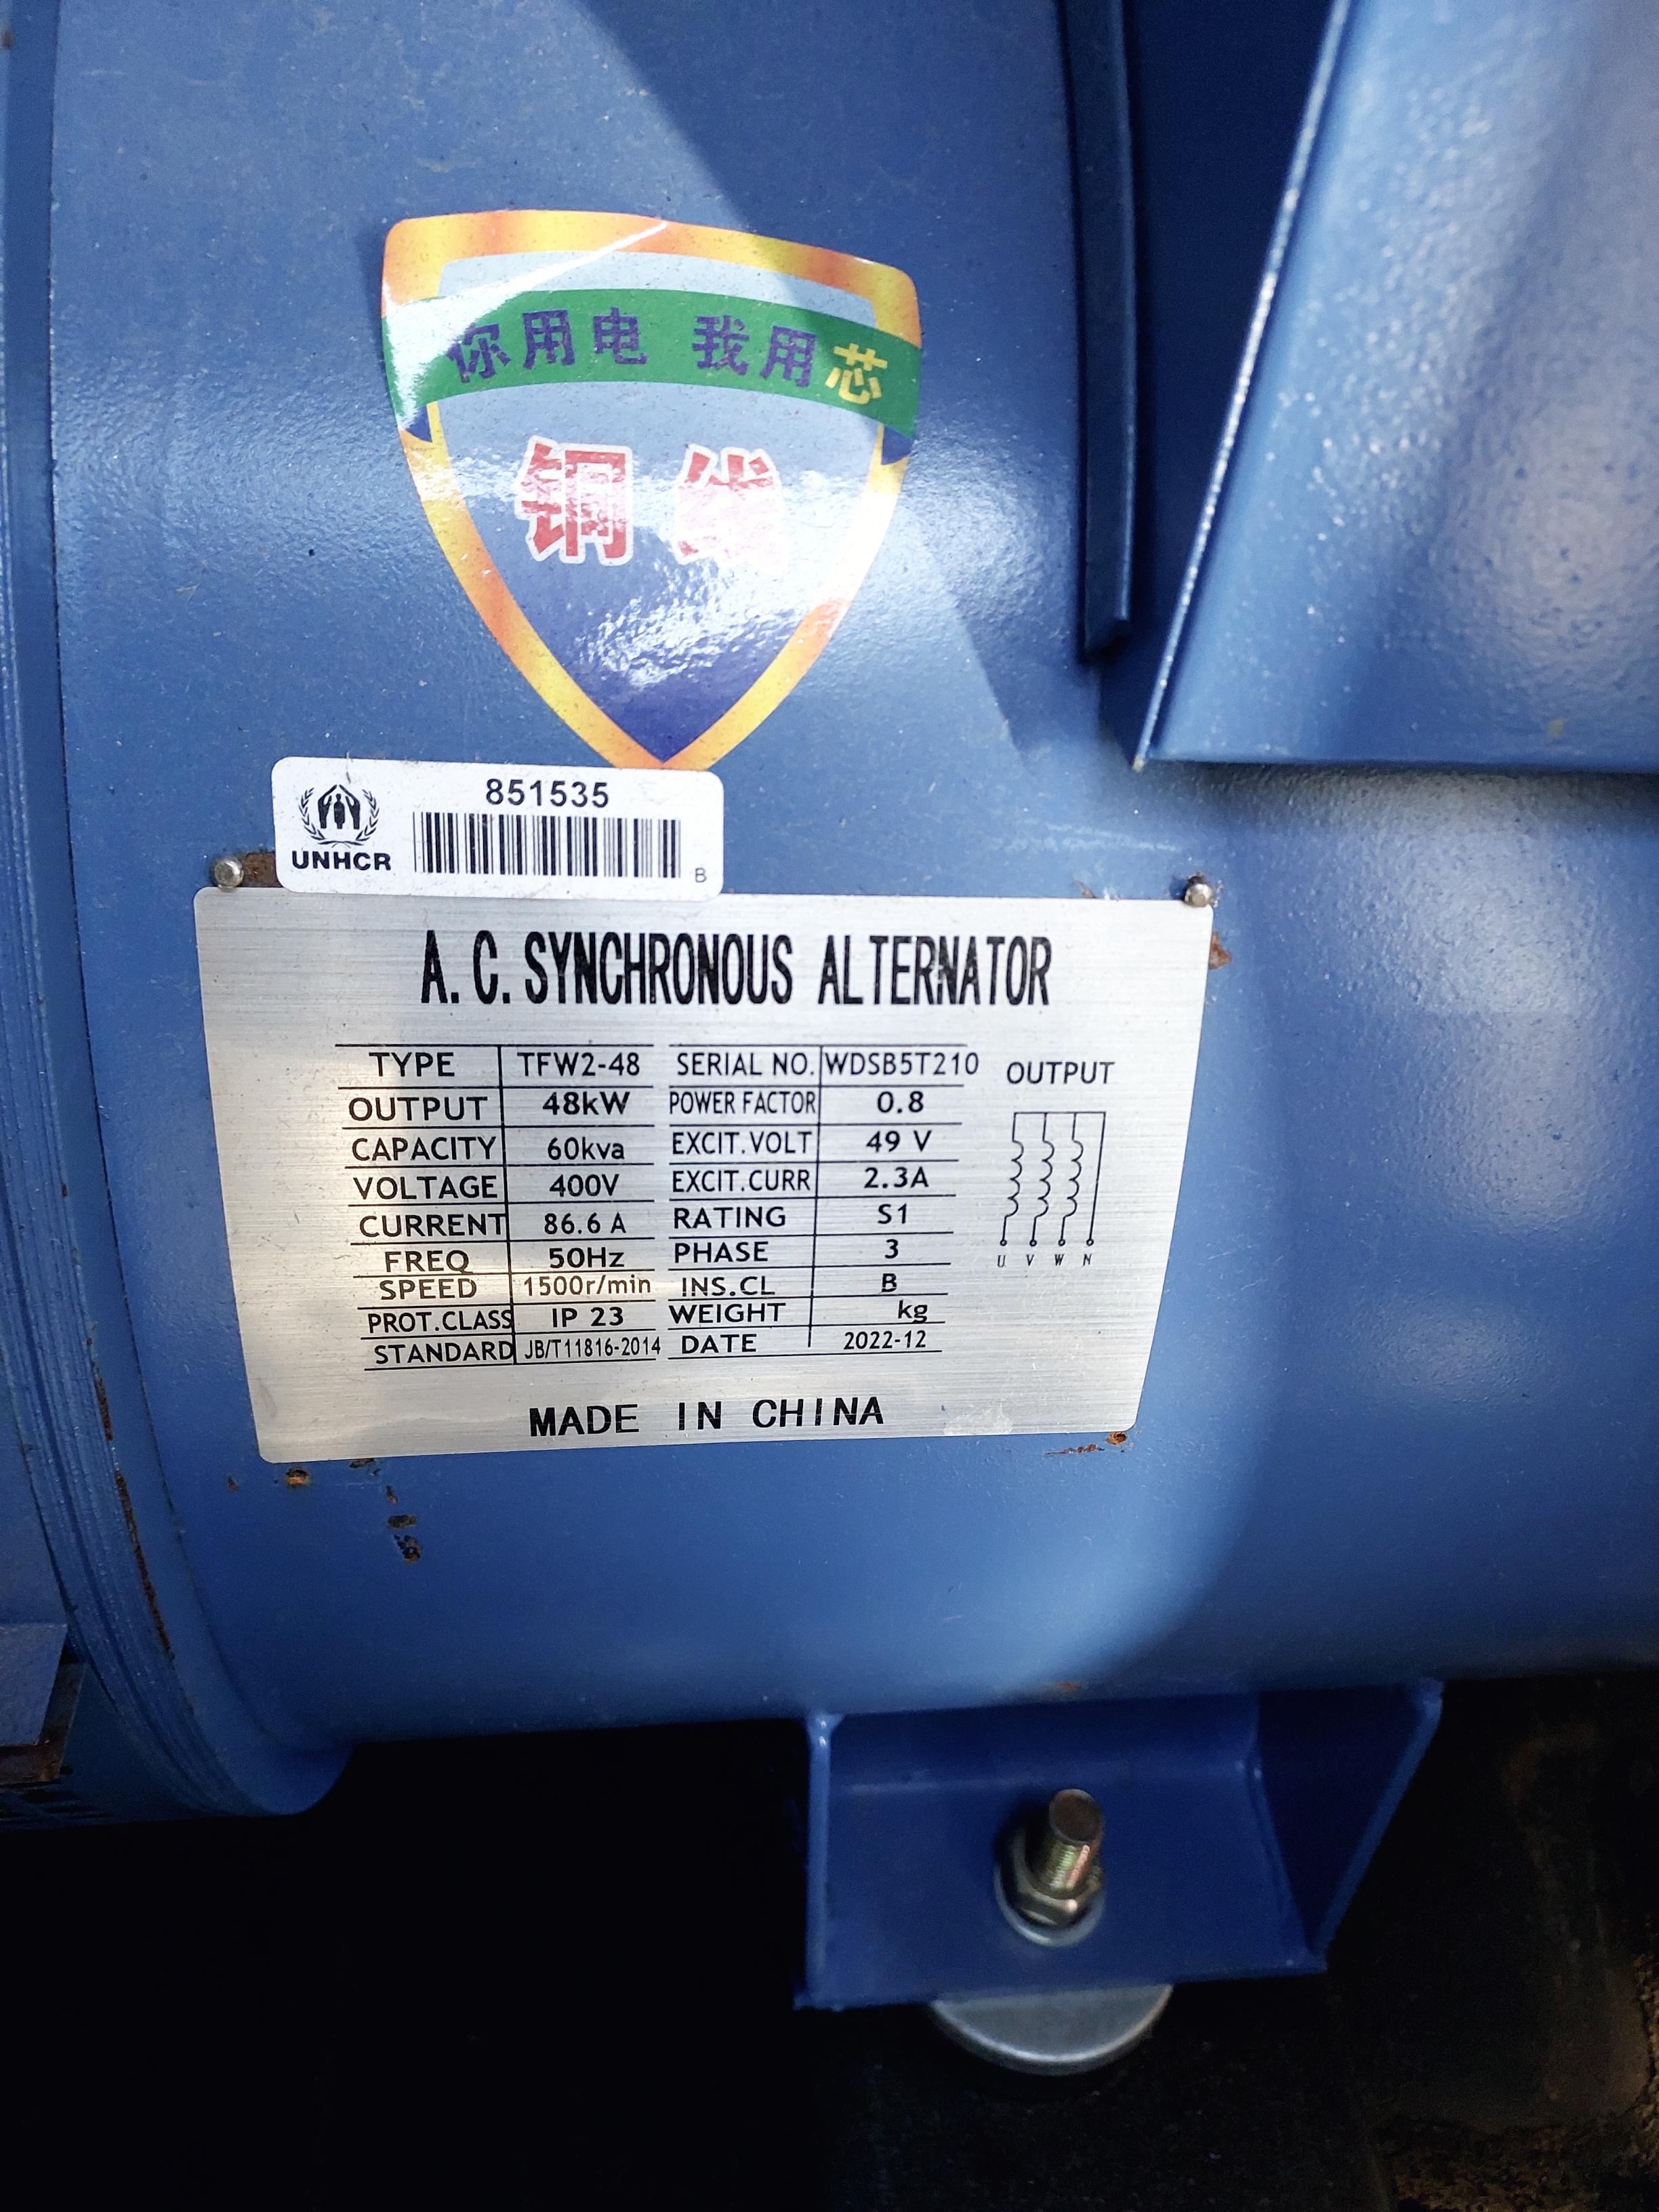 你用电 我用芯
铜线
851535
UNHCR
B
A.C.SYNCHRONOUS ALTERNATOR
TYPE TFW2-48 SERIAL NO. WDSB5T210
OUTPUT 48kW POWER FACTOR 0.8
CAPACITY 60kva EXCIT.VOLT 49 V
VOLTAGE 400V EXCIT.CURR 2.3A
CURRENT 86.6 A RATING S1
FREQ 50Hz PHASE 3
SPEED 1500r/min INS.CL B
PROT.CLASS IP 23 WEIGHT kg
STANDARD JB/T11816-2014 DATE 2022-12
OUTPUT
U V W N
MADE IN CHINA